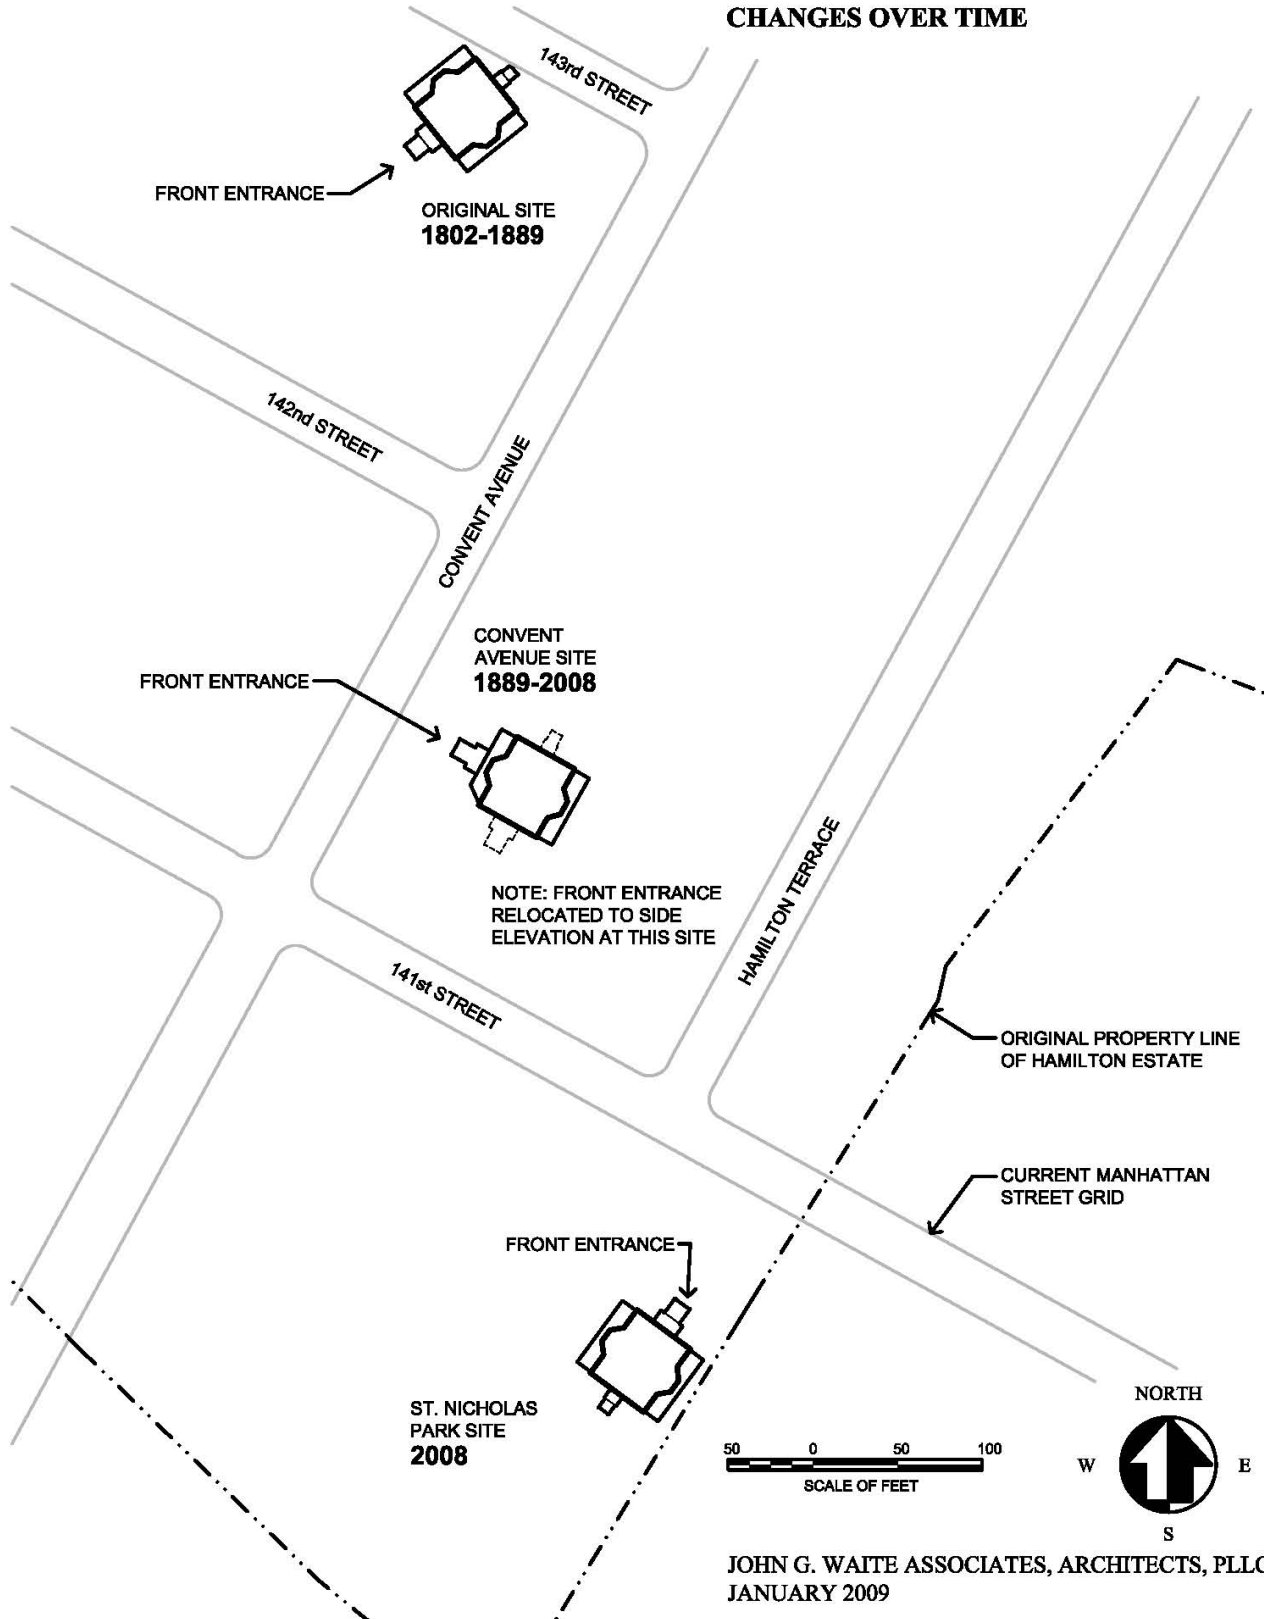 CHANGES OVER TIME
143rd STREET
FRONT ENTRANCE
ORIGINAL SITE
1802-1889
142nd STREET
CONVENT AVENUE
CONVENT
AVENUE SITE
1889-2008
FRONT ENTRANCE
NOTE: FRONT ENTRANCE
RELOCATED TO SIDE
ELEVATION AT THIS SITE
HAMILTON TERRACE
141st STREET
ORIGINAL PROPERTY LINE
OF HAMILTON ESTATE
CURRENT MANHATTAN
STREET GRID
FRONT ENTRANCE
ST. NICHOLAS
PARK SITE
2008
50 0 50 100
SCALE OF FEET
NORTH
W E
S
JOHN G. WAITE ASSOCIATES, ARCHITECTS, PLLC
JANUARY 2009